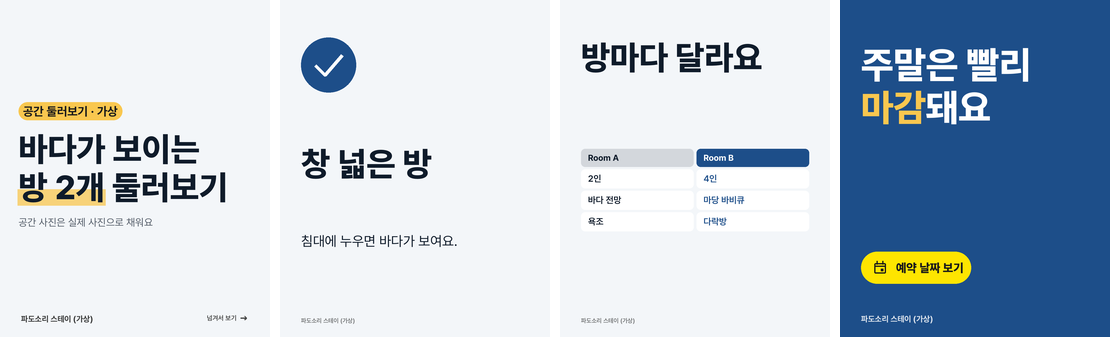 공간 둘러보기 · 가상
바다가 보이는
방 2개 둘러보기
공간 사진은 실제 사진으로 채워요
파도소리 스테이 (가상)
넘겨서 보기 →
창 넓은 방
침대에 누우면 바다가 보여요.
파도소리 스테이 (가상)
방마다 달라요
Room A
Room B
2인
4인
바다 전망
마당 바비큐
욕조
다락방
파도소리 스테이 (가상)
주말은 빨리
마감돼요
예약 날짜 보기
파도소리 스테이 (가상)